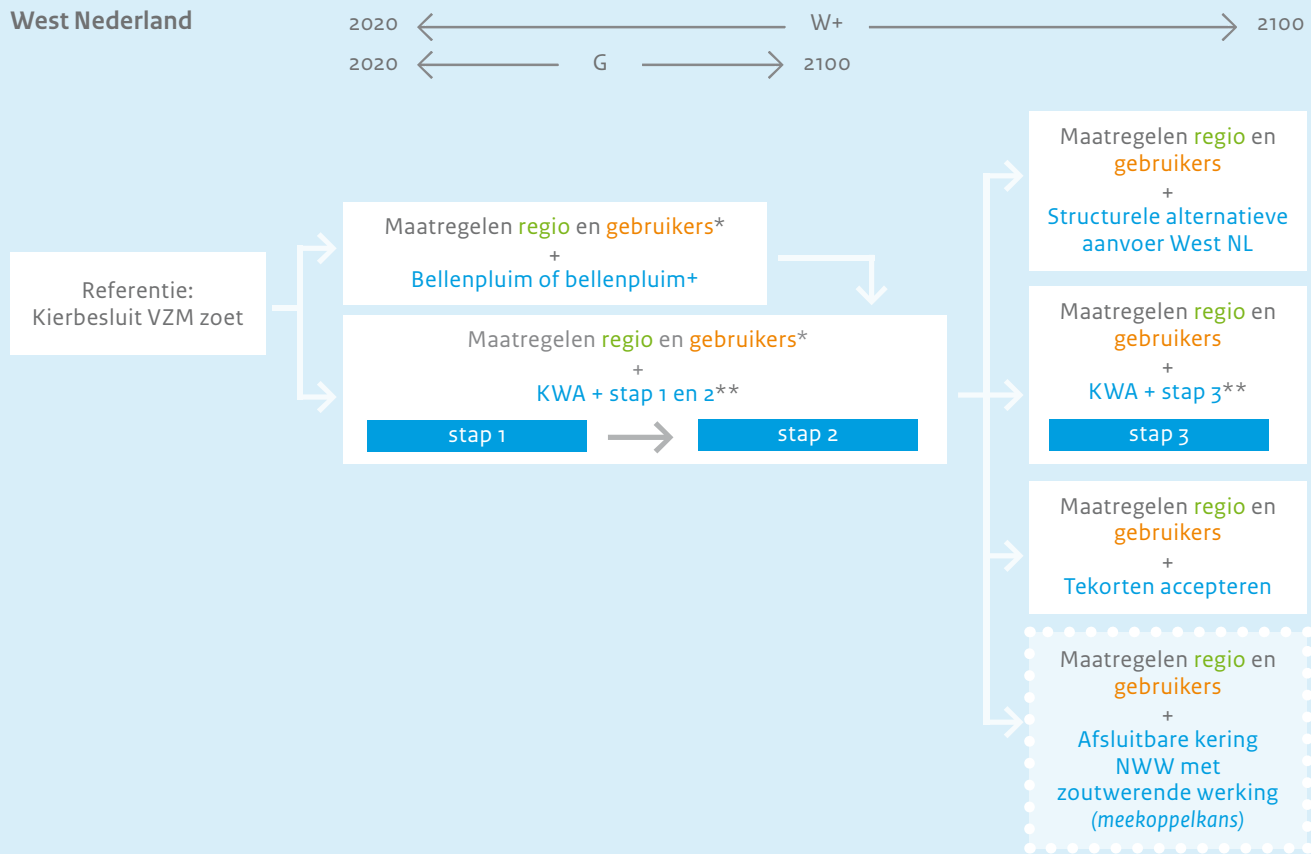 West Nederland
2020 W+ 2100
2020 G 2100
Referentie:
Kierbesluit VZM zoet
Maatregelen regio en gebruikers*
+
Bellenpluim of bellenpluim+
Maatregelen regio en gebruikers*
+
KWA + stap 1 en 2**
stap 1
stap 2
Maatregelen regio en
gebruikers
+
Structurele alternatieve
aanvoer West NL
Maatregelen regio en
gebruikers
+
KWA + stap 3**
stap 3
Maatregelen regio en
gebruikers
+
Tekorten accepteren
Maatregelen regio en
gebruikers
+
Afsluitbare kering
NWW met
zoutwerende werking
(meekoppelkans)